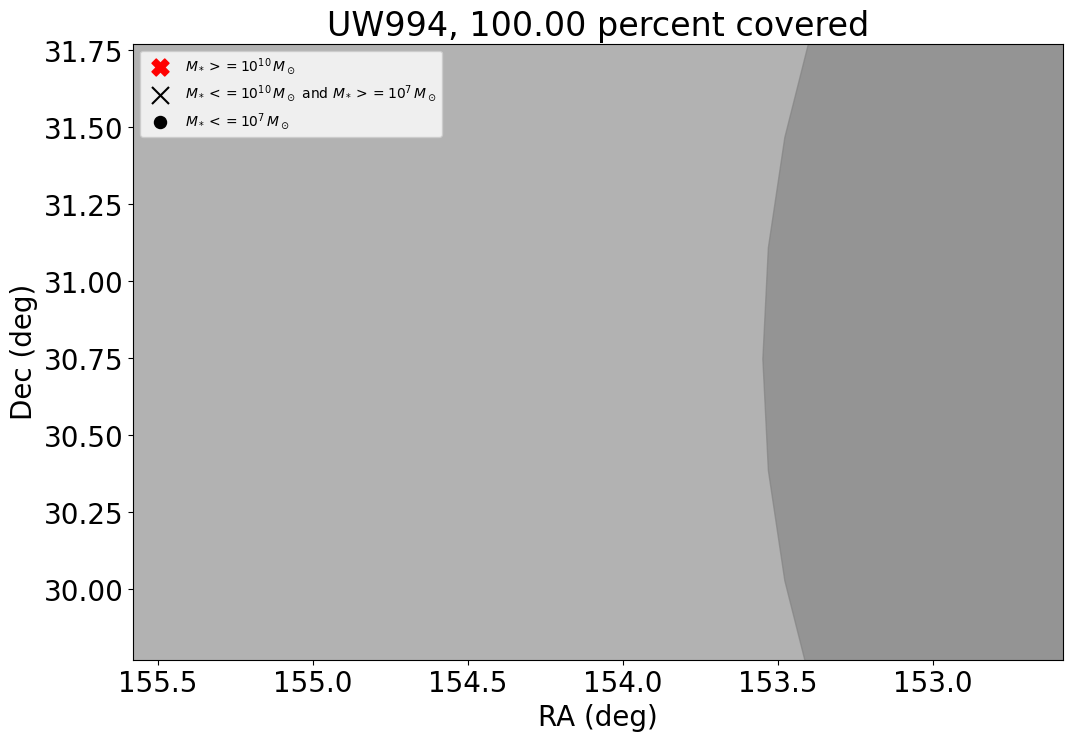 UW994, 100.00 percent covered
M* >= 10^10 M⊙
M* <= 10^10 M⊙ and M* >= 10^7 M⊙
M* <= 10^7 M⊙
31.75
31.50
31.25
31.00
30.75
30.50
30.25
30.00
Dec (deg)
155.5 155.0 154.5 154.0 153.5 153.0
RA (deg)